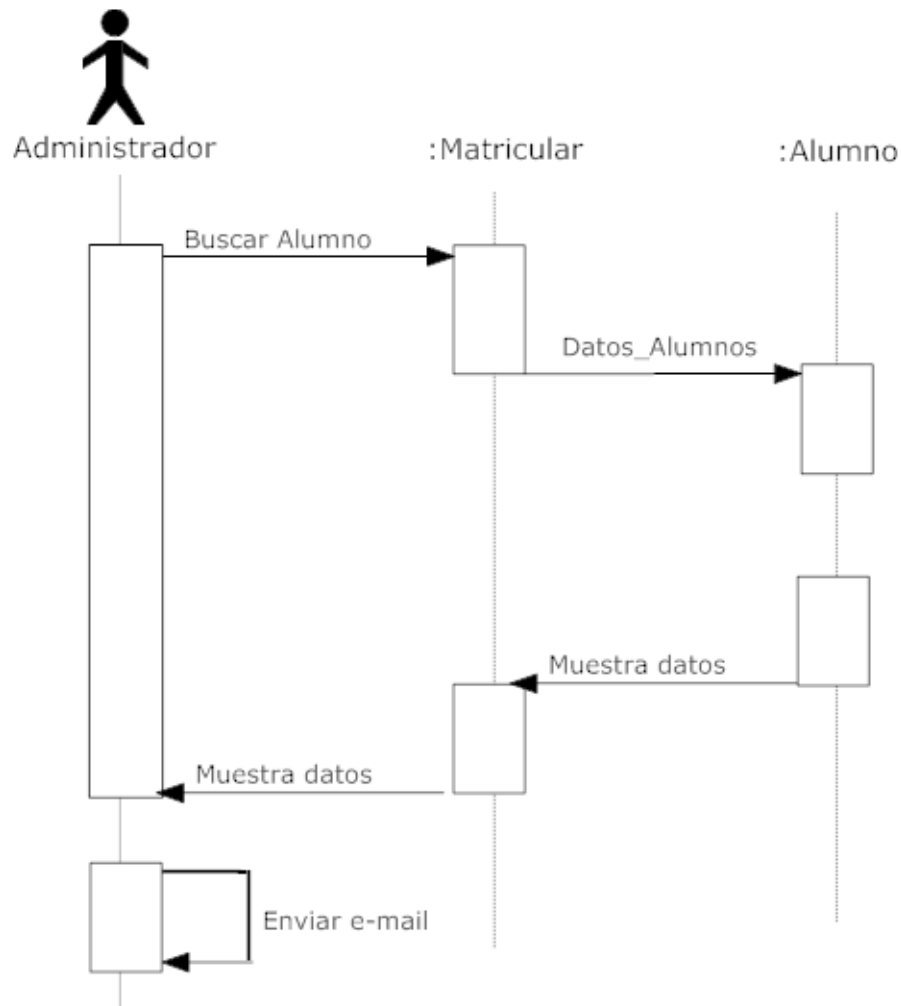 Administrador
:Matricular
:Alumno
Buscar Alumno
Datos_Alumnos
Muestra datos
Muestra datos
Enviar e-mail